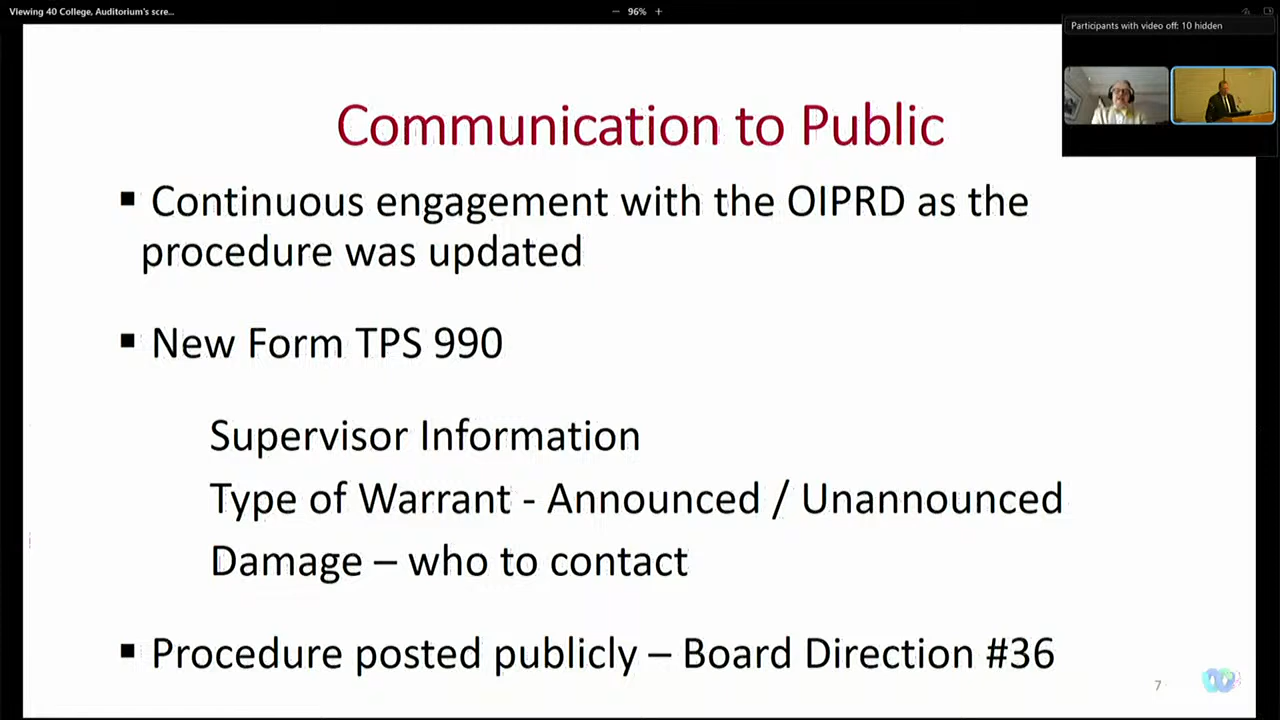 Viewing 40 College, Auditorium's scre...
− 96% +
Participants with video off: 10 hidden
Communication to Public
▪ Continuous engagement with the OIPRD as the
procedure was updated
▪ New Form TPS 990
Supervisor Information
Type of Warrant - Announced / Unannounced
Damage – who to contact
▪ Procedure posted publicly – Board Direction #36
7